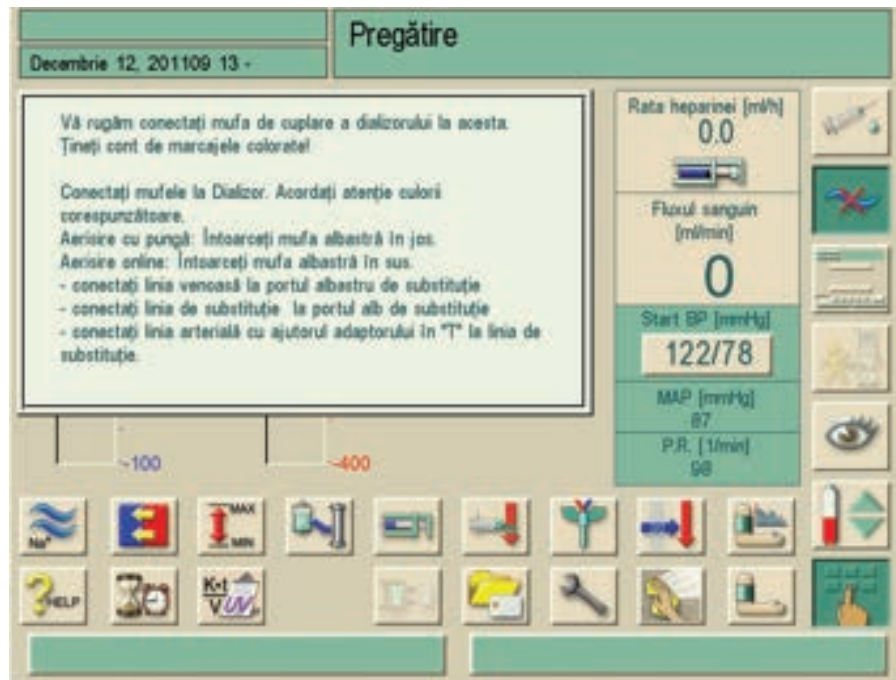 Pregătire
Decembrie 12, 201109 13 -
Vă rugăm conectați mufa de cuplare a dializorului la acesta.
Țineți cont de marcajele colorate!
Conectați mufele la Dializor. Acordați atenție culorii
corespunzătoare.
Aerisire cu pungă: Întoarceți mufa albastră în jos.
Aerisire online: Întoarceți mufa albastră în sus.
- conectați linia venoasă la portul albastru de substituție
- conectați linia de substituție la portul alb de substituție
- conectați linia arterială cu ajutorul adaptorului în "T" la linia de
substituție.
Rata heparinei [ml/h]
0.0
Fluxul sanguin
[ml/min]
0
Start BP [mmHg]
122/78
MAP [mmHg]
87
P.R. [1/min]
98
-100
-400
Na+
MAX
MIN
HELP
K·t
V
UV